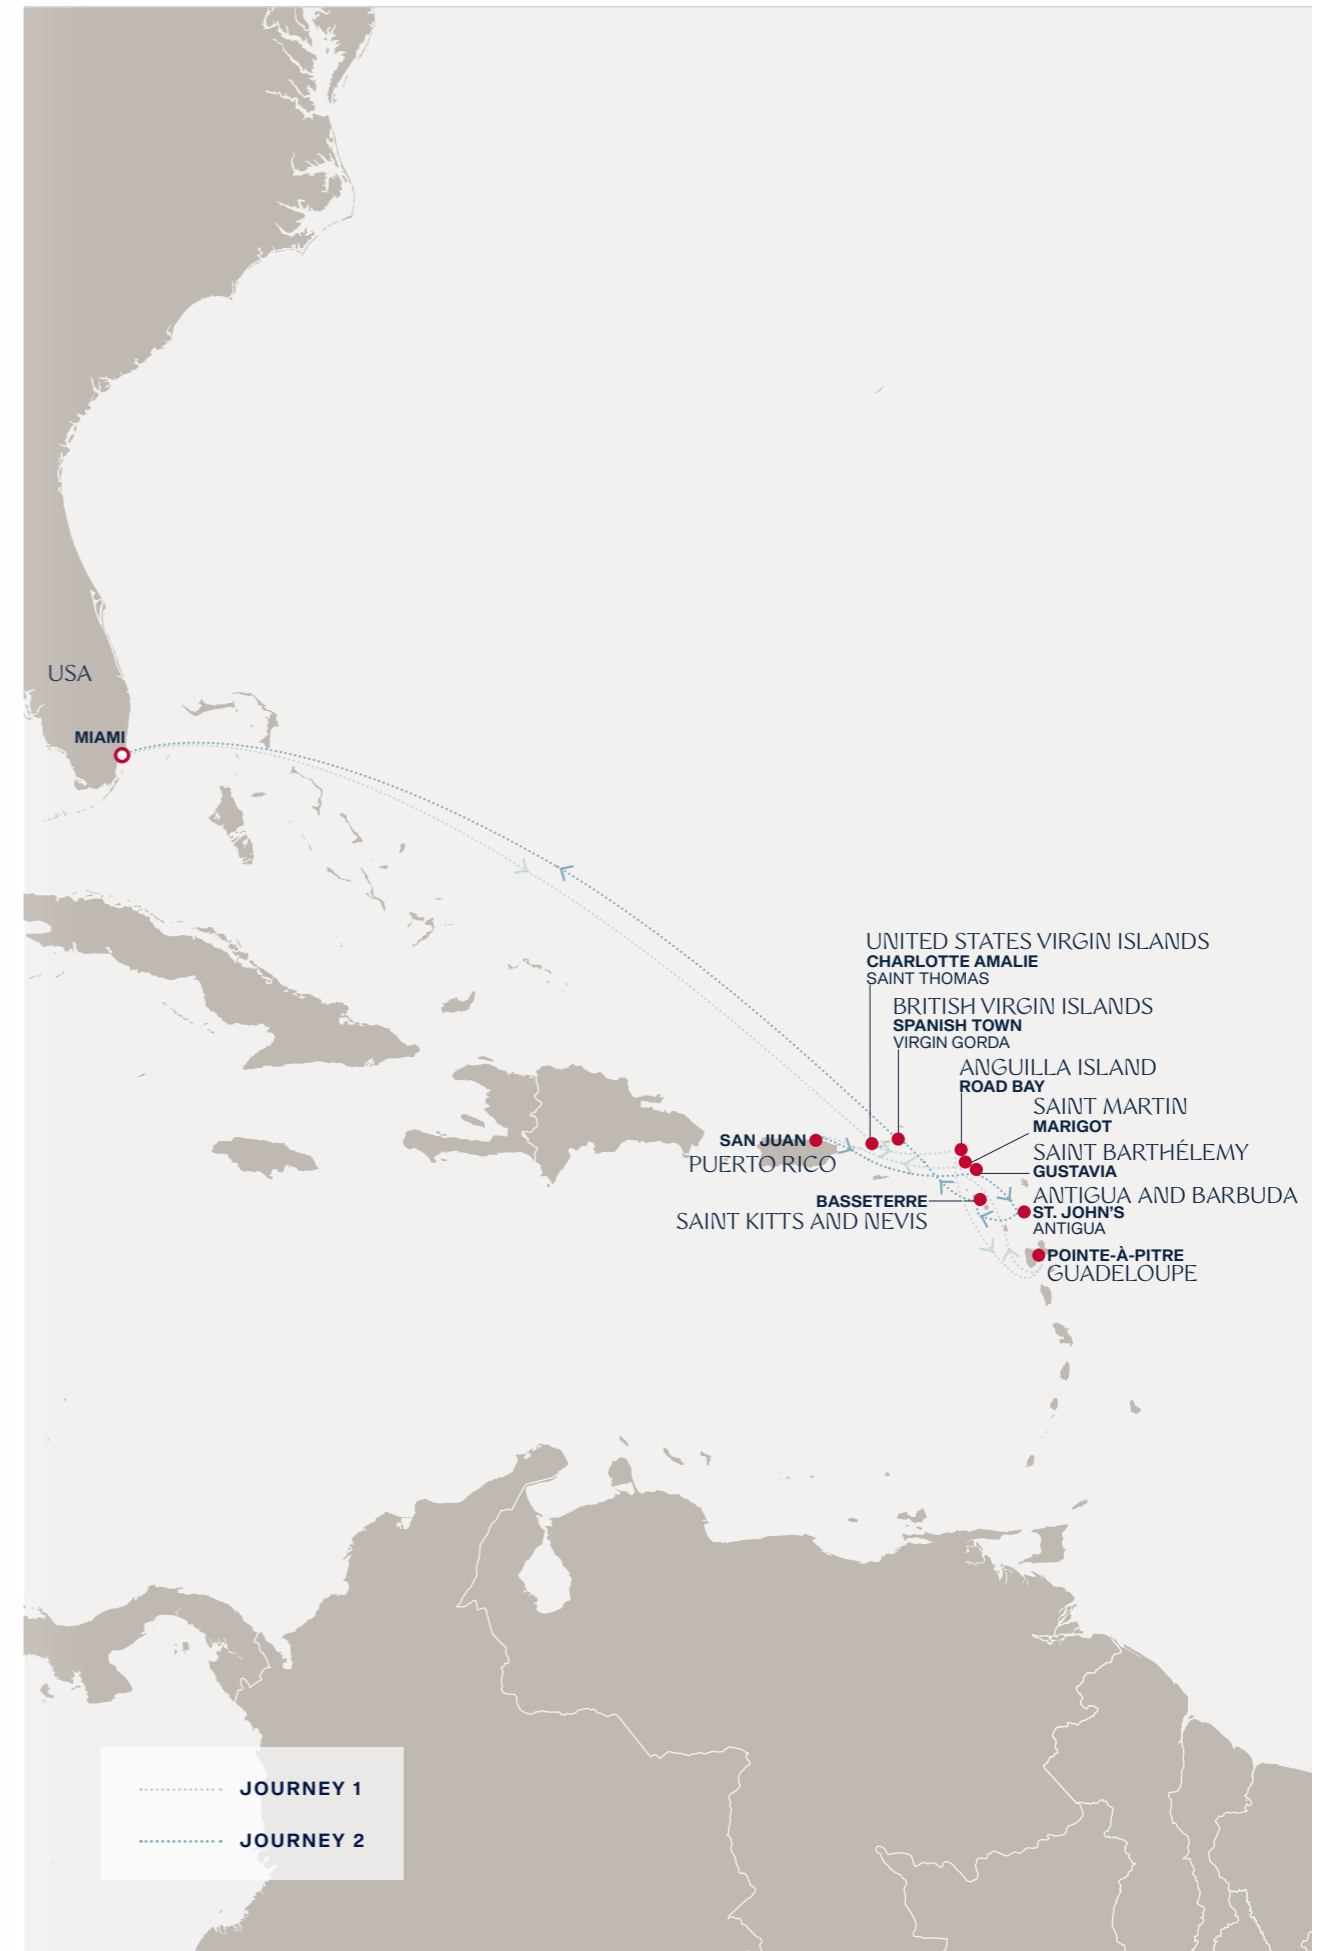 USA
MIAMI
UNITED STATES VIRGIN ISLANDS
CHARLOTTE AMALIE
SAINT THOMAS
BRITISH VIRGIN ISLANDS
SPANISH TOWN
VIRGIN GORDA
ANGUILLA ISLAND
ROAD BAY
SAINT MARTIN
MARIGOT
SAN JUAN
PUERTO RICO
SAINT BARTHÉLEMY
GUSTAVIA
BASSETERRE
SAINT KITTS AND NEVIS
ANTIGUA AND BARBUDA
ST. JOHN'S
ANTIGUA
POINTE-À-PITRE
GUADELOUPE
JOURNEY 1
JOURNEY 2